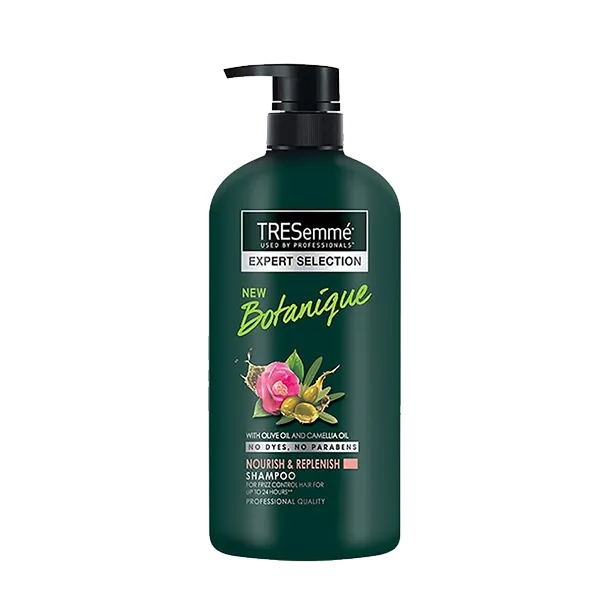 TRESemmé
USED BY PROFESSIONALS™
EXPERT SELECTION
NEW
Botanique
WITH OLIVE OIL AND CAMELLIA OIL
NO DYES, NO PARABENS
NOURISH & REPLENISH
SHAMPOO
FOR FRIZZ CONTROL HAIR FOR
UP TO 24 HOURS**
PROFESSIONAL QUALITY